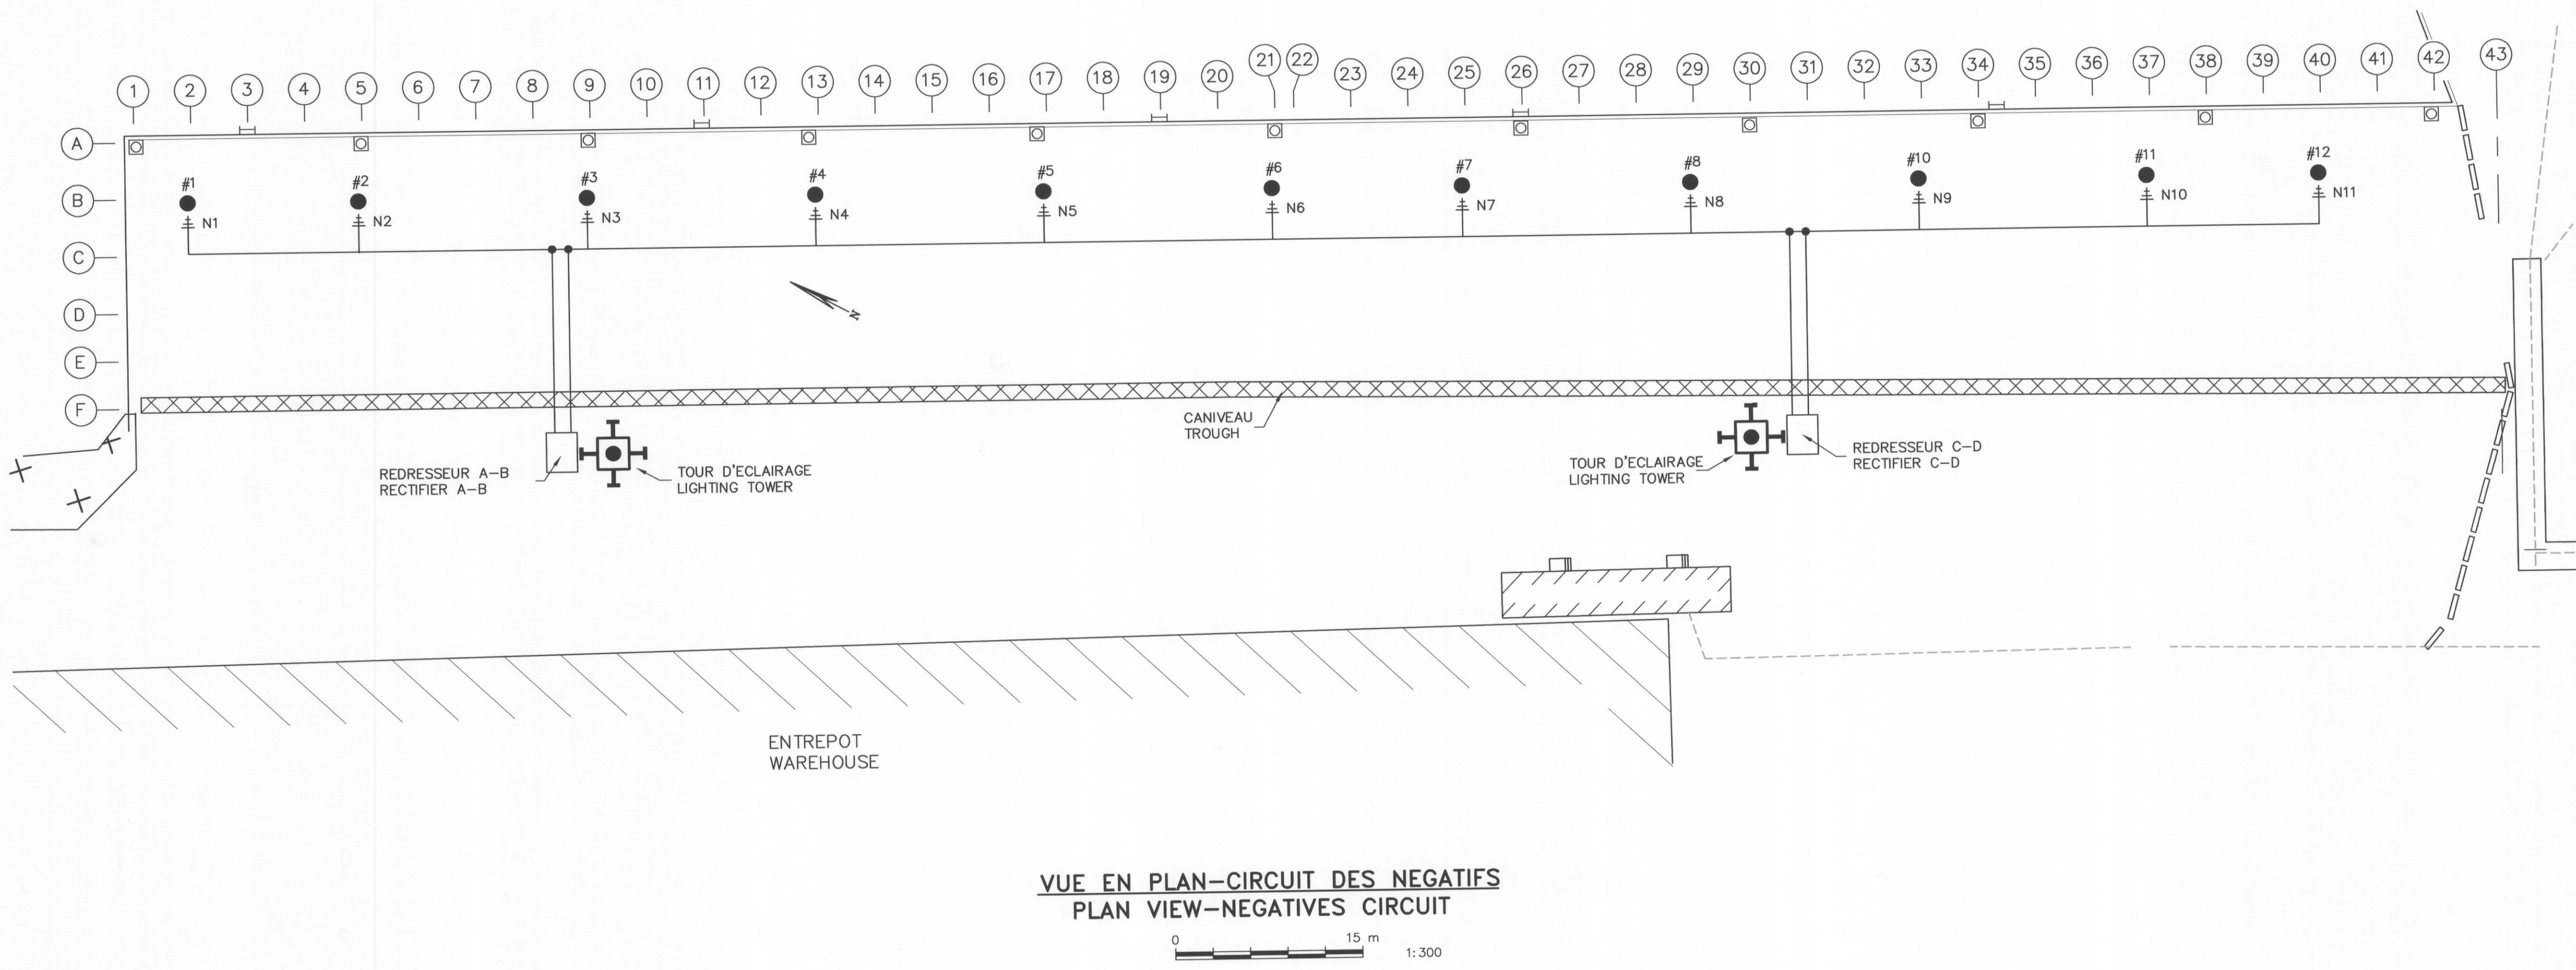 1 2 3 4 5 6 7 8 9 10 11 12 13 14 15 16 17 18 19 20 21 22 23 24 25 26 27 28 29 30 31 32 33 34 35 36 37 38 39 40 41 42 43
A
#1 #2 #3 #4 #5 #6 #7 #8 #10 #11 #12
B
N1 N2 N3 N4 N5 N6 N7 N8 N9 N10 N11
C
D
N
E
F
CANIVEAU
TROUGH
REDRESSEUR A-B
RECTIFIER A-B
TOUR D'ECLAIRAGE
LIGHTING TOWER
TOUR D'ECLAIRAGE
LIGHTING TOWER
REDRESSEUR C-D
RECTIFIER C-D
ENTREPOT
WAREHOUSE
VUE EN PLAN-CIRCUIT DES NEGATIFS
PLAN VIEW-NEGATIVES CIRCUIT
0 15 m
1:300